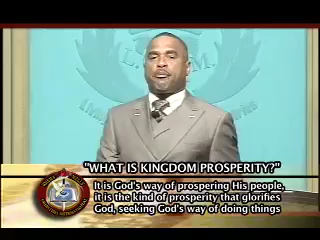 "WHAT IS KINGDOM PROSPERITY?"
It is God's way of prospering His people,
it is the kind of prosperity that glorifies
God, seeking God's way of doing things